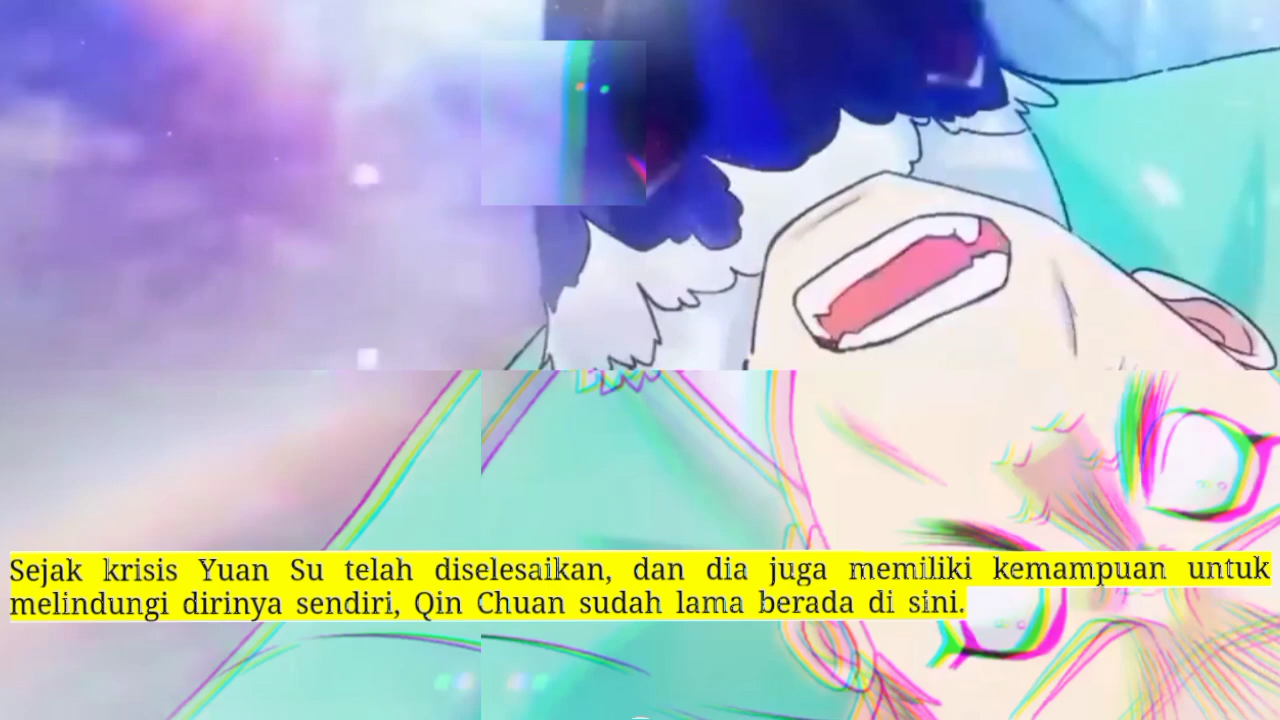 Sejak krisis Yuan Su telah diselesaikan, dan dia juga memiliki kemampuan untuk
melindungi dirinya sendiri, Qin Chuan sudah lama berada di sini.